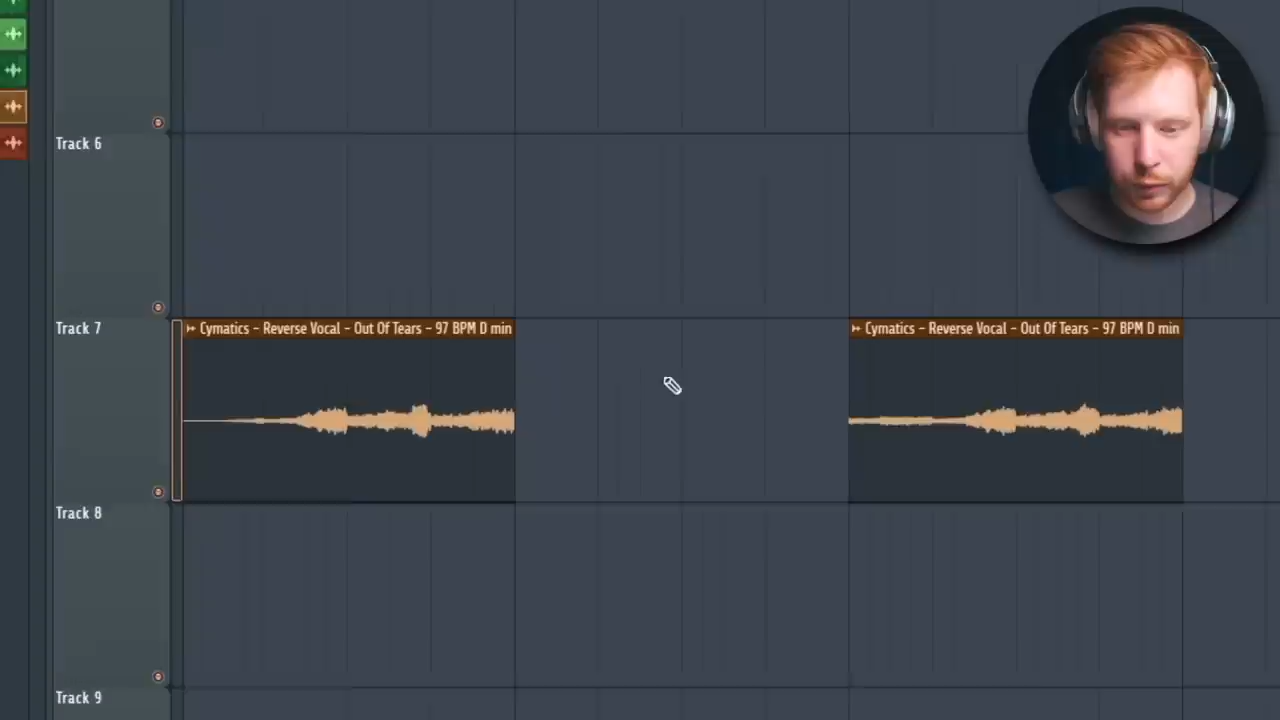 Track 6
Track 7
Cymatics – Reverse Vocal – Out Of Tears – 97 BPM D min
Cymatics – Reverse Vocal – Out Of Tears – 97 BPM D min
Track 8
Track 9